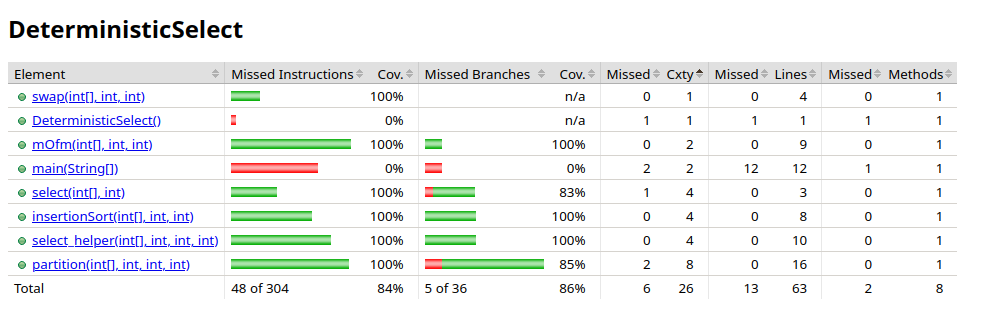 DeterministicSelect
Element Missed Instructions Cov. Missed Branches Cov. Missed Cxty Missed Lines Missed Methods
swap(int[], int, int) 100% n/a 0 1 0 4 0 1
DeterministicSelect() 0% n/a 1 1 1 1 1 1
mOfm(int[], int, int) 100% 100% 0 2 0 9 0 1
main(String[]) 0% 0% 2 2 12 12 1 1
select(int[], int) 100% 83% 1 4 0 3 0 1
insertionSort(int[], int, int) 100% 100% 0 4 0 8 0 1
select_helper(int[], int, int, int) 100% 100% 0 4 0 10 0 1
partition(int[], int, int, int) 100% 85% 2 8 0 16 0 1
Total 48 of 304 84% 5 of 36 86% 6 26 13 63 2 8